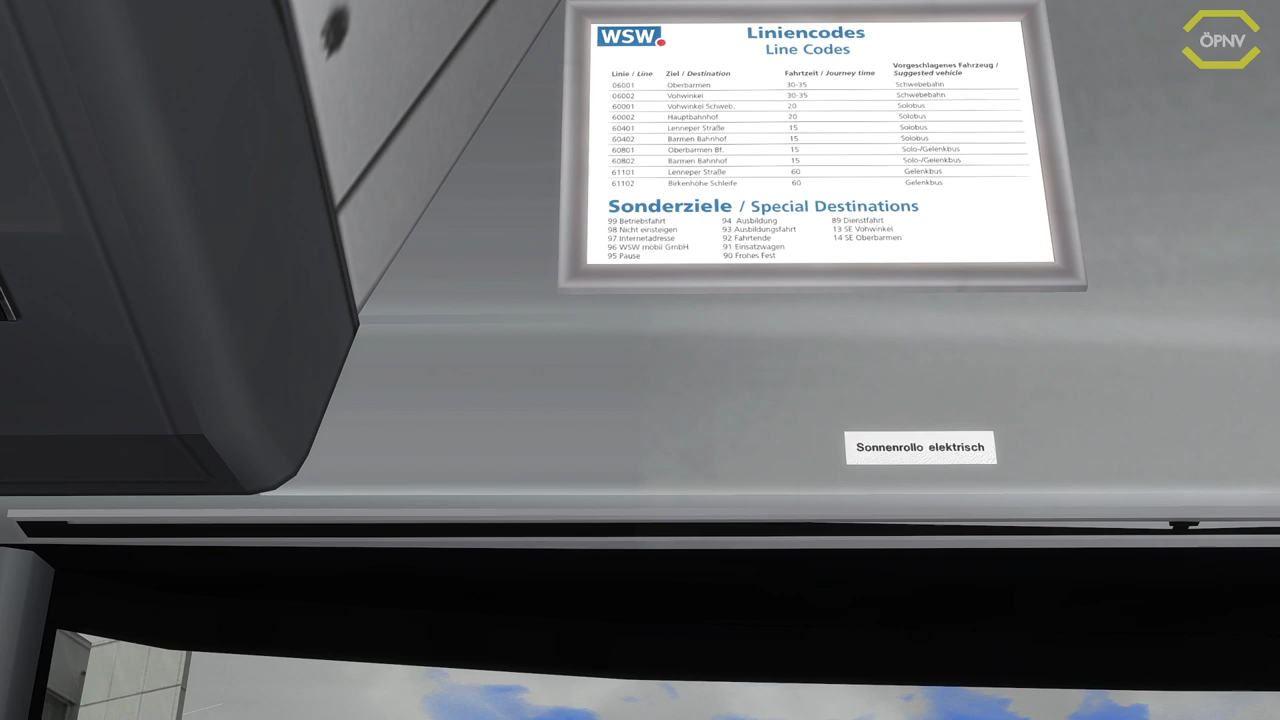 WSW.
Liniencodes
Line Codes
Linie / Line Ziel / Destination Fahrtzeit / Journey time Vorgeschlagenes Fahrzeug / Suggested vehicle
06001 Oberbarmen 30-35 Schwebebahn
06002 Vohwinkel 30-35 Schwebebahn
60001 Vohwinkel Schweb. 20 Solobus
60002 Hauptbahnhof 20 Solobus
60401 Lenneper Straße 15 Solobus
60402 Barmen Bahnhof 15 Solobus
60801 Oberbarmen Bf. 15 Solo-/Gelenkbus
60802 Barmen Bahnhof 15 Solo-/Gelenkbus
61101 Lenneper Straße 60 Gelenkbus
61102 Birkenhöhe Schleife 60 Gelenkbus
Sonderziele / Special Destinations
99 Betriebsfahrt 94 Ausbildung 89 Dienstfahrt
98 Nicht einsteigen 93 Ausbildungsfahrt 13 SE Vohwinkel
97 Internetadresse 92 Fahrtende 14 SE Oberbarmen
96 WSW mobil GmbH 91 Einsatzwagen
95 Pause 90 Frohes Fest
ÖPNV
Sonnenrollo elektrisch